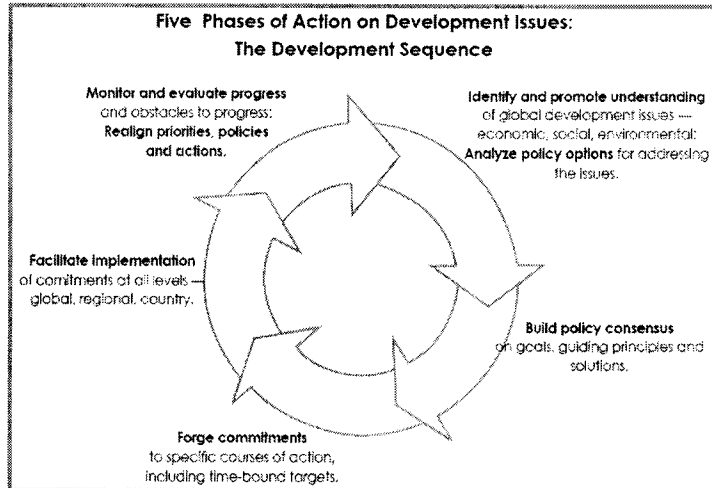 Five Phases of Action on Development Issues:
The Development Sequence
Monitor and evaluate progress
and obstacles to progress:
Realign priorities, policies
and actions.
Identify and promote understanding
of global development issues —
economic, social, environmental:
Analyze policy options for addressing
the issues.
Facilitate implementation
of comitments at all levels —
global, regional, country.
Build policy consensus
on goals, guiding principles and
solutions.
Forge commitments
to specific courses of action,
including time-bound targets.